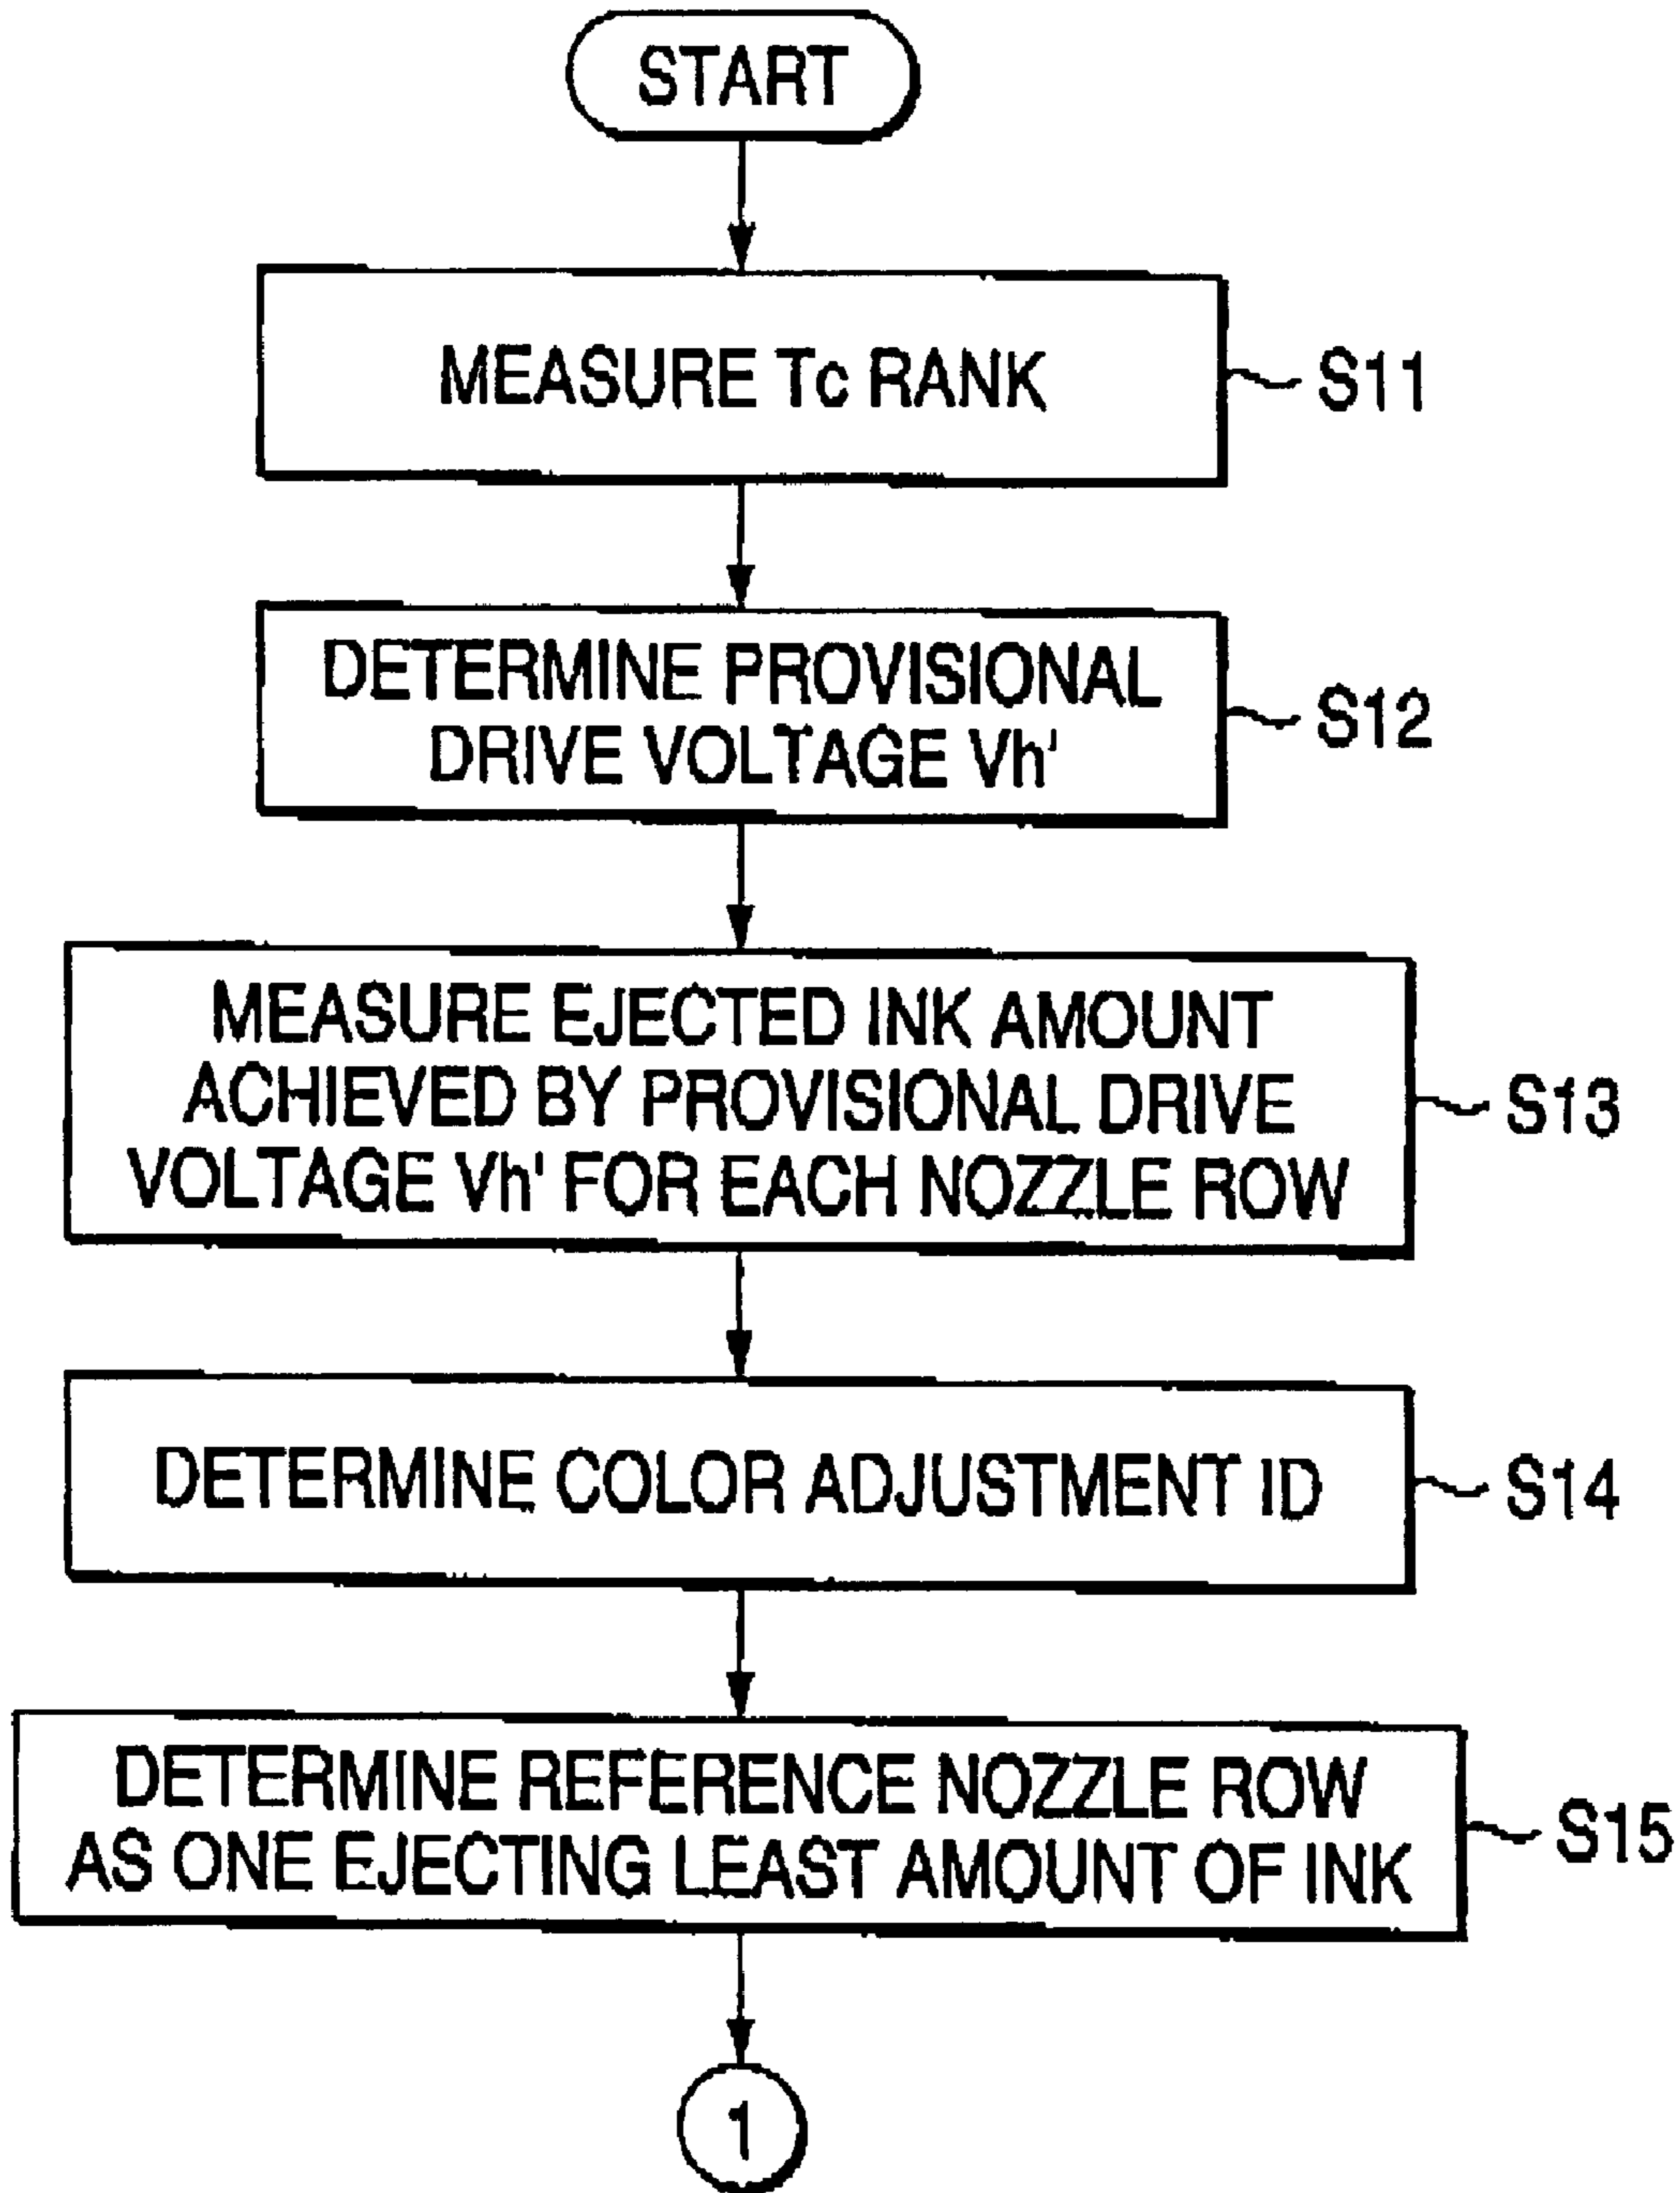 START
MEASURE Tc RANK
S11
DETERMINE PROVISIONAL
DRIVE VOLTAGE Vh'
S12
MEASURE EJECTED INK AMOUNT
ACHIEVED BY PROVISIONAL DRIVE
VOLTAGE Vh' FOR EACH NOZZLE ROW
S13
DETERMINE COLOR ADJUSTMENT ID
S14
DETERMINE REFERENCE NOZZLE ROW
AS ONE EJECTING LEAST AMOUNT OF INK
S15
1